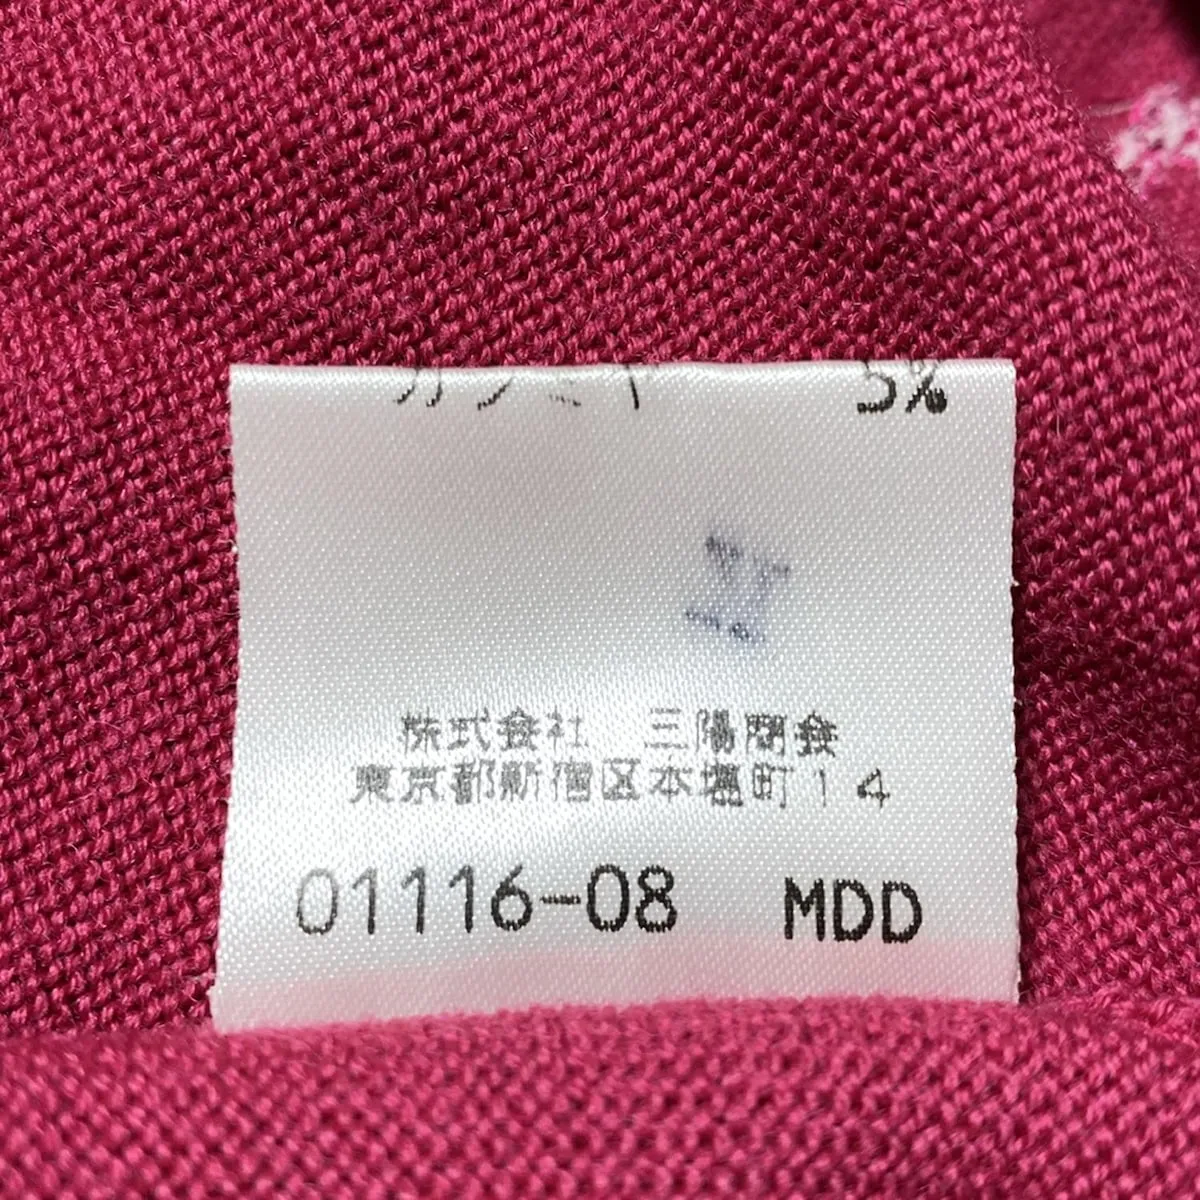 カシミヤ 5%
株式会社 三陽商会
東京都新宿区本塩町14
01116-08 MDD